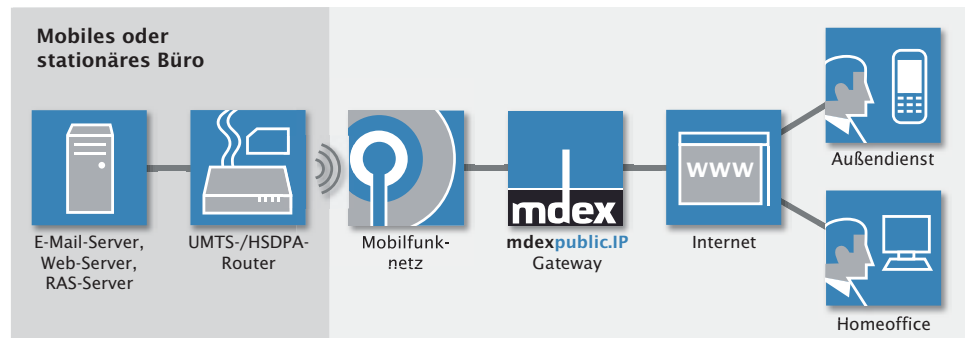 Mobiles oder
stationäres Büro
E-Mail-Server,
Web-Server,
RAS-Server
UMTS-/HSDPA-
Router
Mobilfunk-
netz
mdex
mdexpublic.IP
Gateway
WWW
Internet
Außendienst
Homeoffice